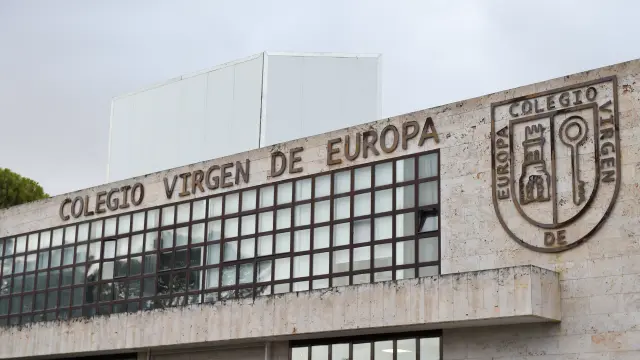 COLEGIO VIRGEN DE EUROPA
COLEGIO
VIRGEN
DE
EUROPA